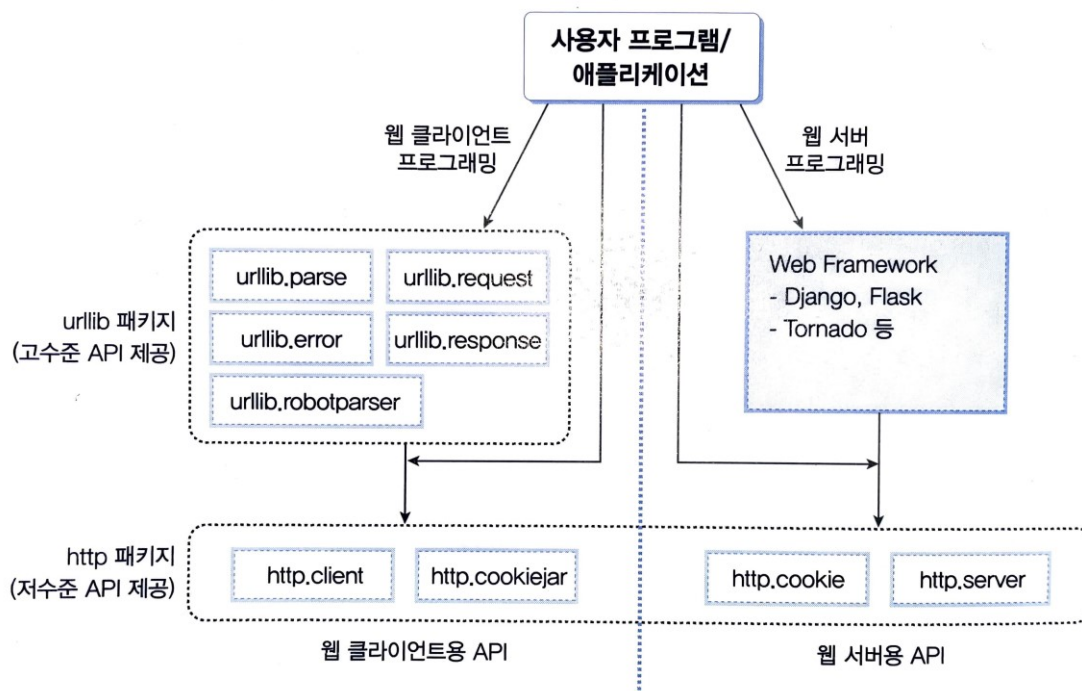 사용자 프로그램/
애플리케이션
웹 클라이언트
프로그래밍
웹 서버
프로그래밍
urllib 패키지
(고수준 API 제공)
urllib.parse
urllib.request
urllib.error
urllib.response
urllib.robotparser
Web Framework
- Django, Flask
- Tornado 등
http 패키지
(저수준 API 제공)
http.client
http.cookiejar
http.cookie
http.server
웹 클라이언트용 API
웹 서버용 API